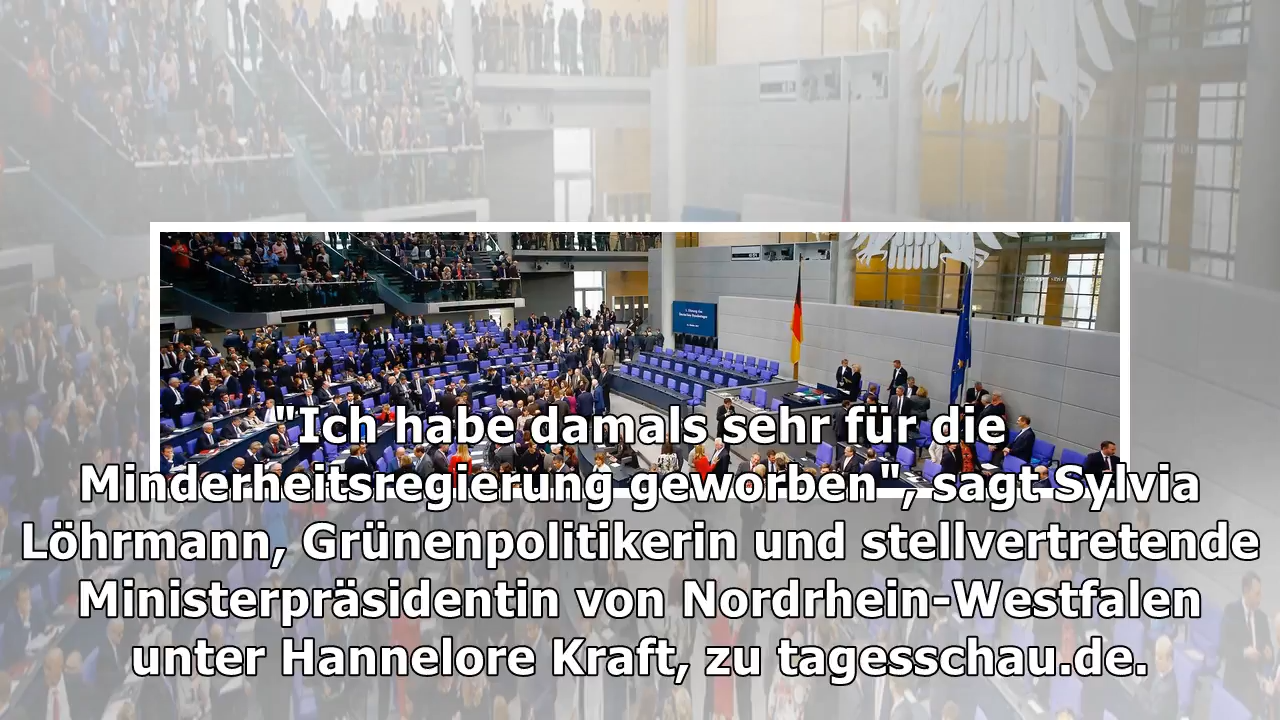 "Ich habe damals sehr für die
Minderheitsregierung geworben", sagt Sylvia
Löhrmann, Grünenpolitikerin und stellvertretende
Ministerpräsidentin von Nordrhein-Westfalen
unter Hannelore Kraft, zu tagesschau.de.